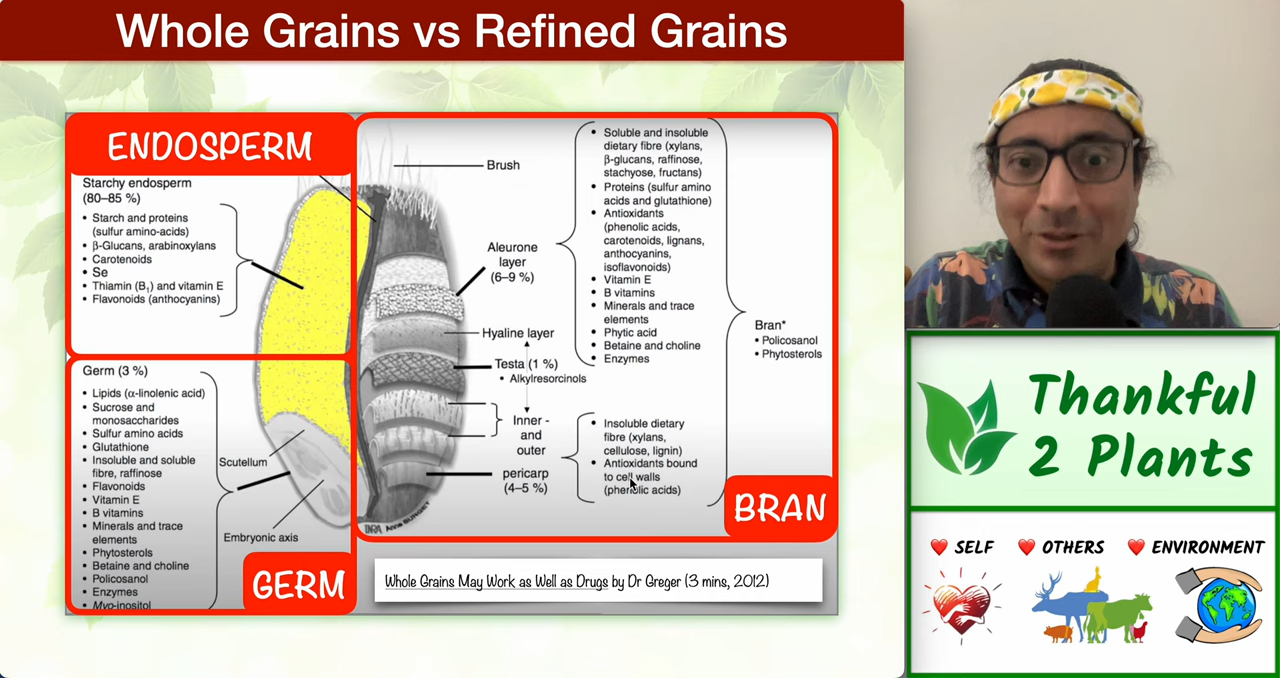 Whole Grains vs Refined Grains
ENDOSPERM
Starchy endosperm
(80–85 %)
• Starch and proteins
(sulfur amino-acids)
• β-Glucans, arabinoxylans
• Carotenoids
• Se
• Thiamin (B₁) and vitamin E
• Flavonoids (anthocyanins)
Germ (3 %)
• Lipids (α-linolenic acid)
• Sucrose and
monosaccharides
• Sulfur amino acids
• Glutathione
• Insoluble and soluble
fibre, raffinose
• Flavonoids
• Vitamin E
• B vitamins
• Minerals and trace
elements
• Phytosterols
• Betaine and choline
• Policosanol
• Enzymes
• Myo-inositol
GERM
Scutellum
Embryonic axis
Brush
Aleurone
layer
(6–9 %)
Hyaline layer
Testa (1 %)
• Alkylresorcinols
Inner -
and
outer
pericarp
(4–5 %)
INRA Anne SURGET
• Soluble and insoluble
dietary fibre (xylans,
β-glucans, raffinose,
stachyose, fructans)
• Proteins (sulfur amino
acids and glutathione)
• Antioxidants
(phenolic acids,
carotenoids, lignans,
anthocyanins,
isoflavonoids)
• Vitamin E
• B vitamins
• Minerals and trace
elements
• Phytic acid
• Betaine and choline
• Enzymes
• Insoluble dietary
fibre (xylans,
cellulose, lignin)
• Antioxidants bound
to cell walls
(phenolic acids)
Bran*
• Policosanol
• Phytosterols
BRAN
Whole Grains May Work as Well as Drugs by Dr Greger (3 mins, 2012)
Thankful
2 Plants
SELF
OTHERS
ENVIRONMENT